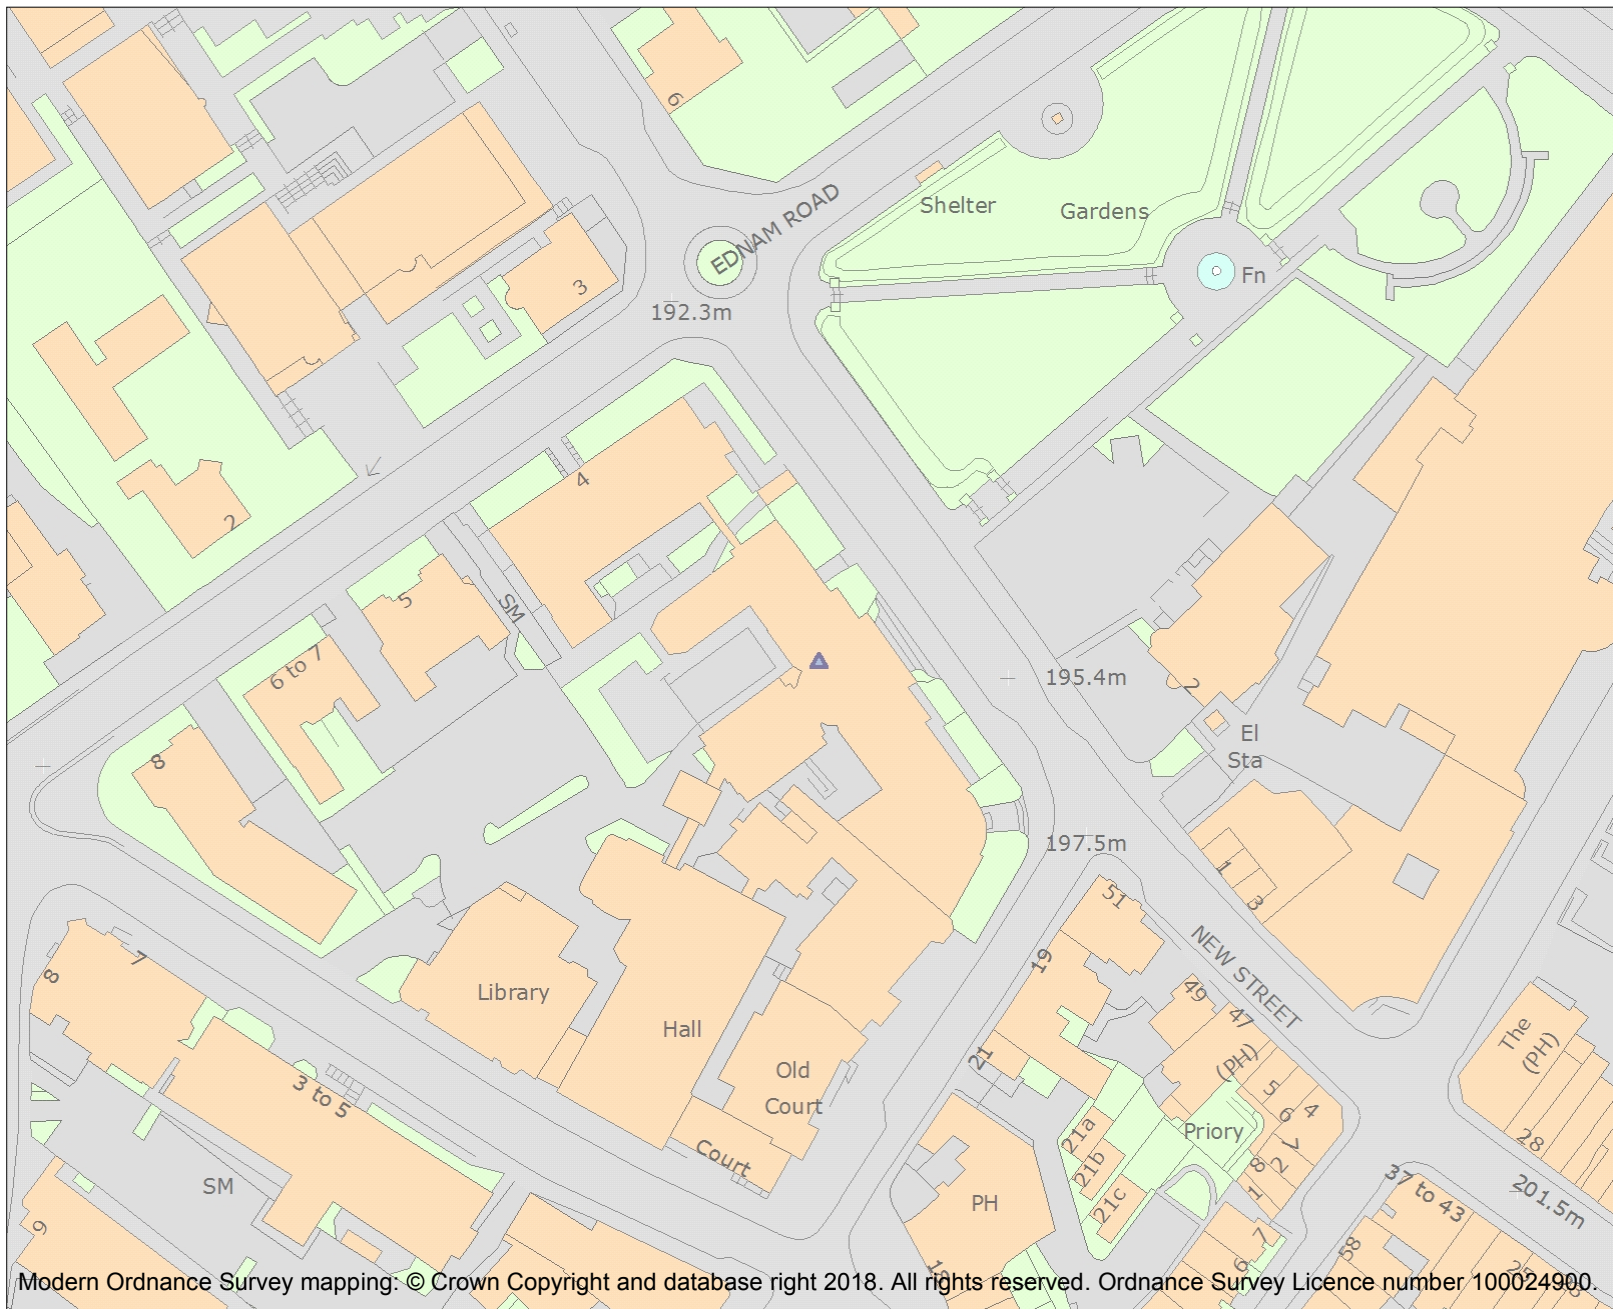 6
EDNAM ROAD
Shelter
Gardens
Fn
3
192.3m
4
2
5
SM
6 to 7
195.4m
2
El
Sta
8
197.5m
1
3
51
NEW STREET
19
49
47
(PH)
Library
7
8
Hall
21
The
(PH)
Old
Court
3 to 5
5
4
6
7
2
8
1
21a
21b
21c
Priory
28
Court
37 to 43
201.5m
SM
PH
9
58
7
6
Modern Ordnance Survey mapping: © Crown Copyright and database right 2018. All rights reserved. Ordnance Survey Licence number 100024900.